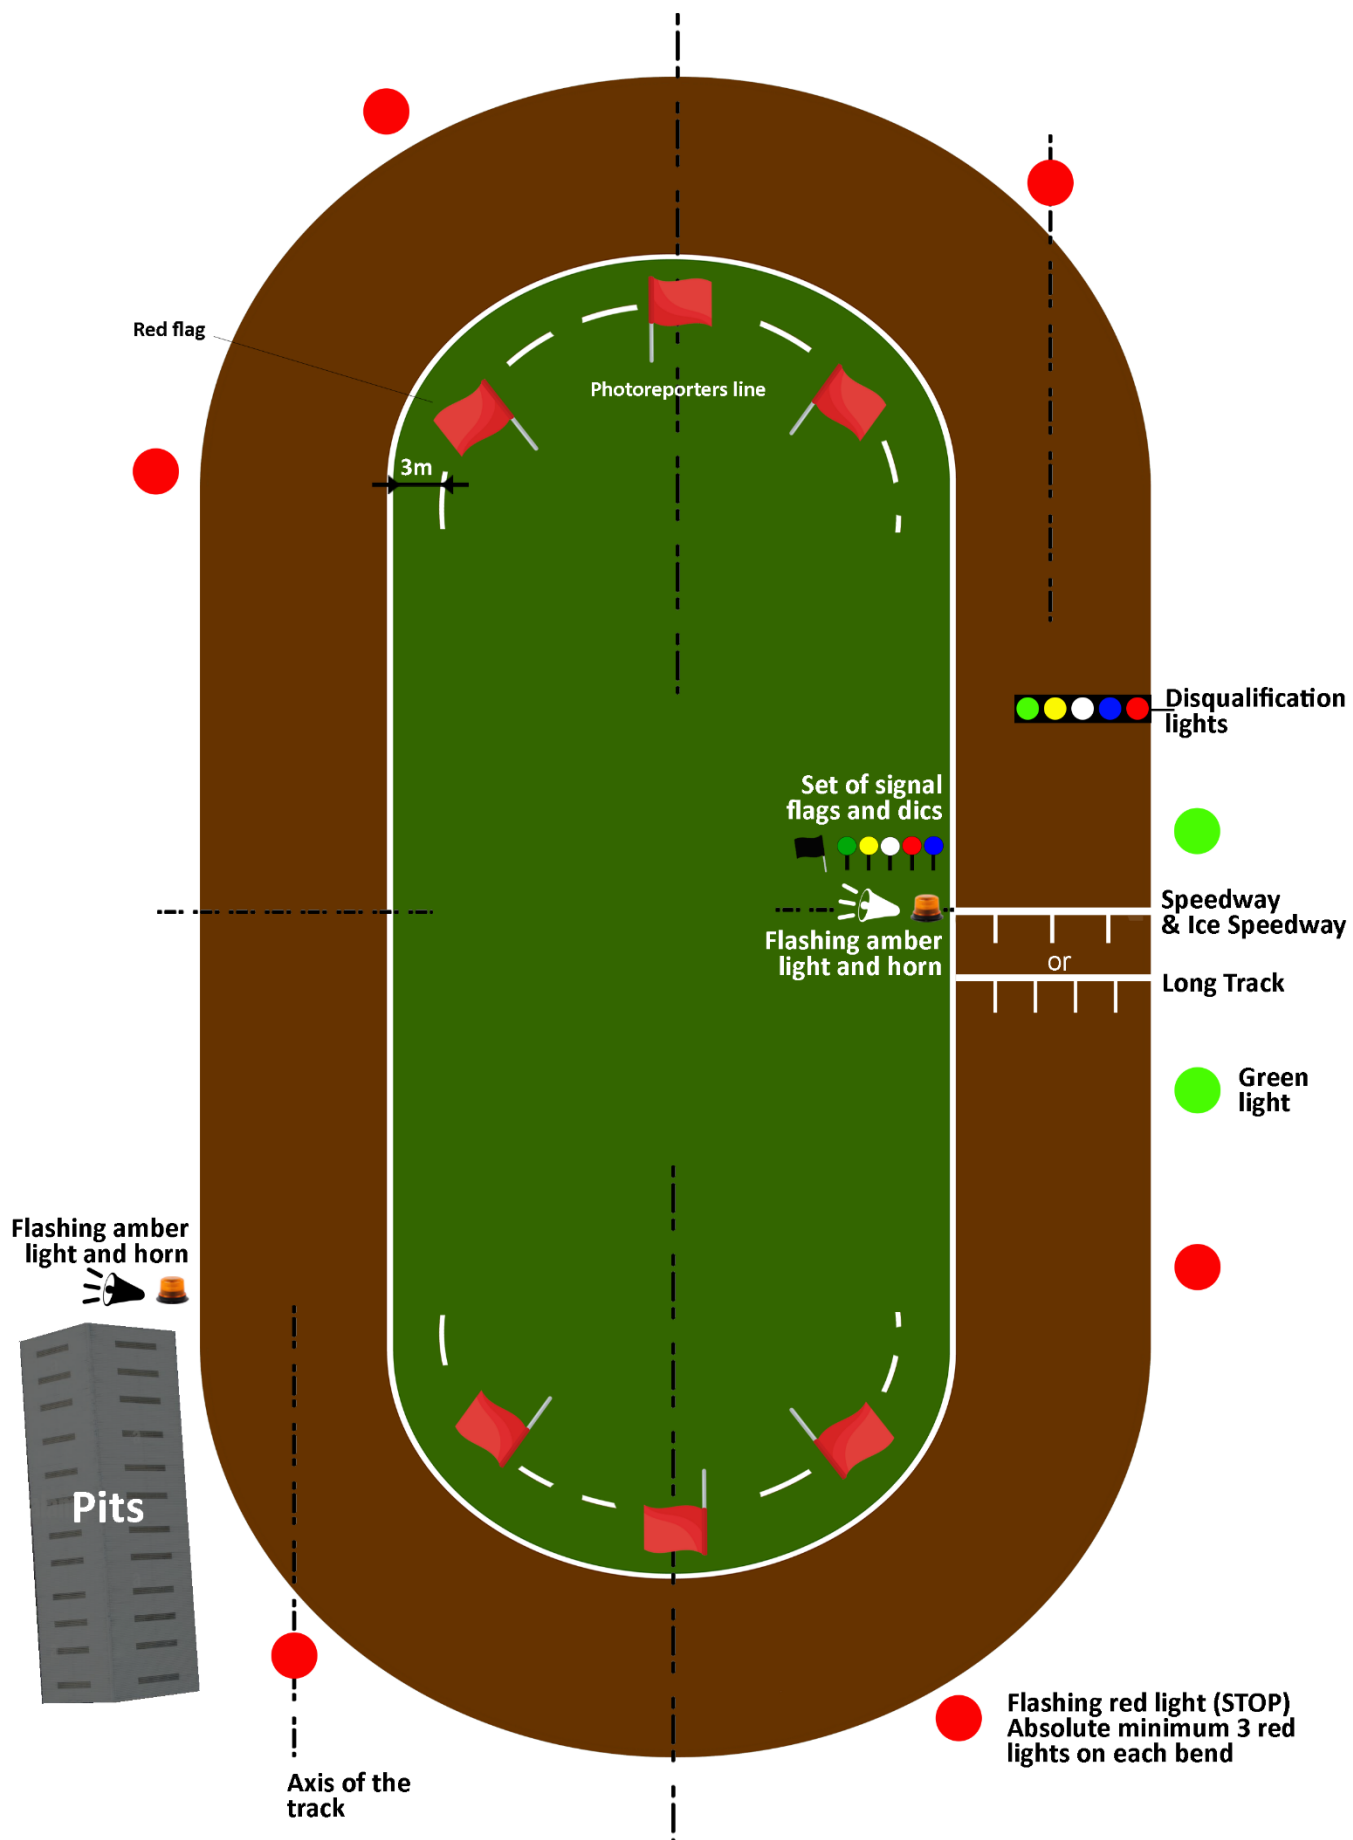 Red flag
Photoreporters line
3m
Disqualification
lights
Set of signal
flags and dics
Speedway
& Ice Speedway
Flashing amber
light and horn
or
Long Track
Green
light
Flashing amber
light and horn
Pits
Flashing red light (STOP)
Absolute minimum 3 red
lights on each bend
Axis of the
track